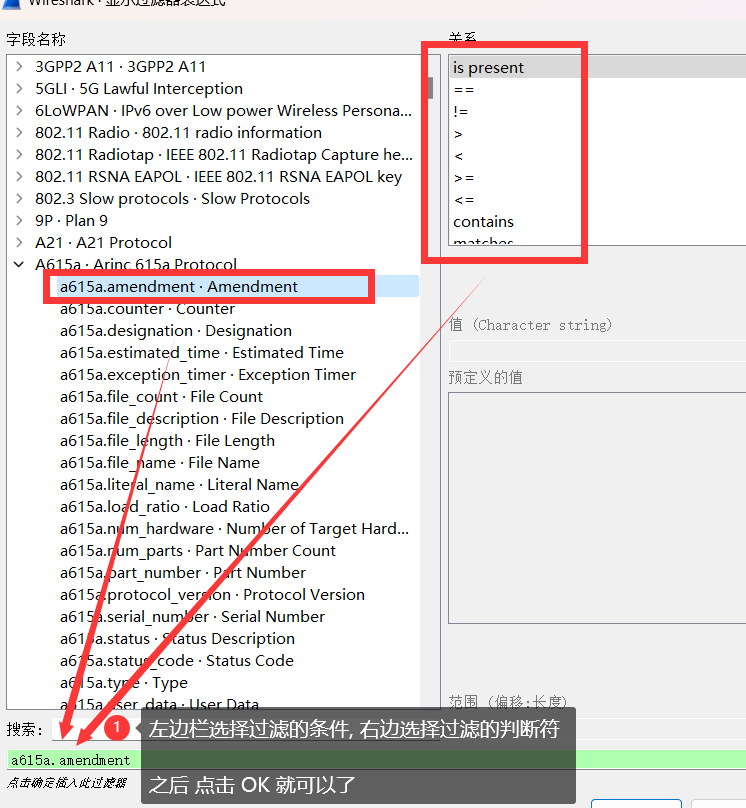 Wireshark · 显示过滤器表达式
字段名称
3GPP2 A11 · 3GPP2 A11
5GLI · 5G Lawful Interception
6LoWPAN · IPv6 over Low power Wireless Persona...
802.11 Radio · 802.11 radio information
802.11 Radiotap · IEEE 802.11 Radiotap Capture he...
802.11 RSNA EAPOL · IEEE 802.11 RSNA EAPOL key
802.3 Slow protocols · Slow Protocols
9P · Plan 9
A21 · A21 Protocol
A615a · Arinc 615a Protocol
a615a.amendment · Amendment
a615a.counter · Counter
a615a.designation · Designation
a615a.estimated_time · Estimated Time
a615a.exception_timer · Exception Timer
a615a.file_count · File Count
a615a.file_description · File Description
a615a.file_length · File Length
a615a.file_name · File Name
a615a.literal_name · Literal Name
a615a.load_ratio · Load Ratio
a615a.num_hardware · Number of Target Hard...
a615a.num_parts · Part Number Count
a615a.part_number · Part Number
a615a.protocol_version · Protocol Version
a615a.serial_number · Serial Number
a615a.status · Status Description
a615a.status_code · Status Code
a615a.type · Type
a615a.user_data · User Data
关系
is present
==
!=
>
<
>=
<=
contains
matches
值 (Character string)
预定义的值
范围 (偏移:长度)
搜索:
1
左边栏选择过滤的条件, 右边选择过滤的判断符
之后 点击 OK 就可以了
a615a.amendment
点击确定插入此过滤器